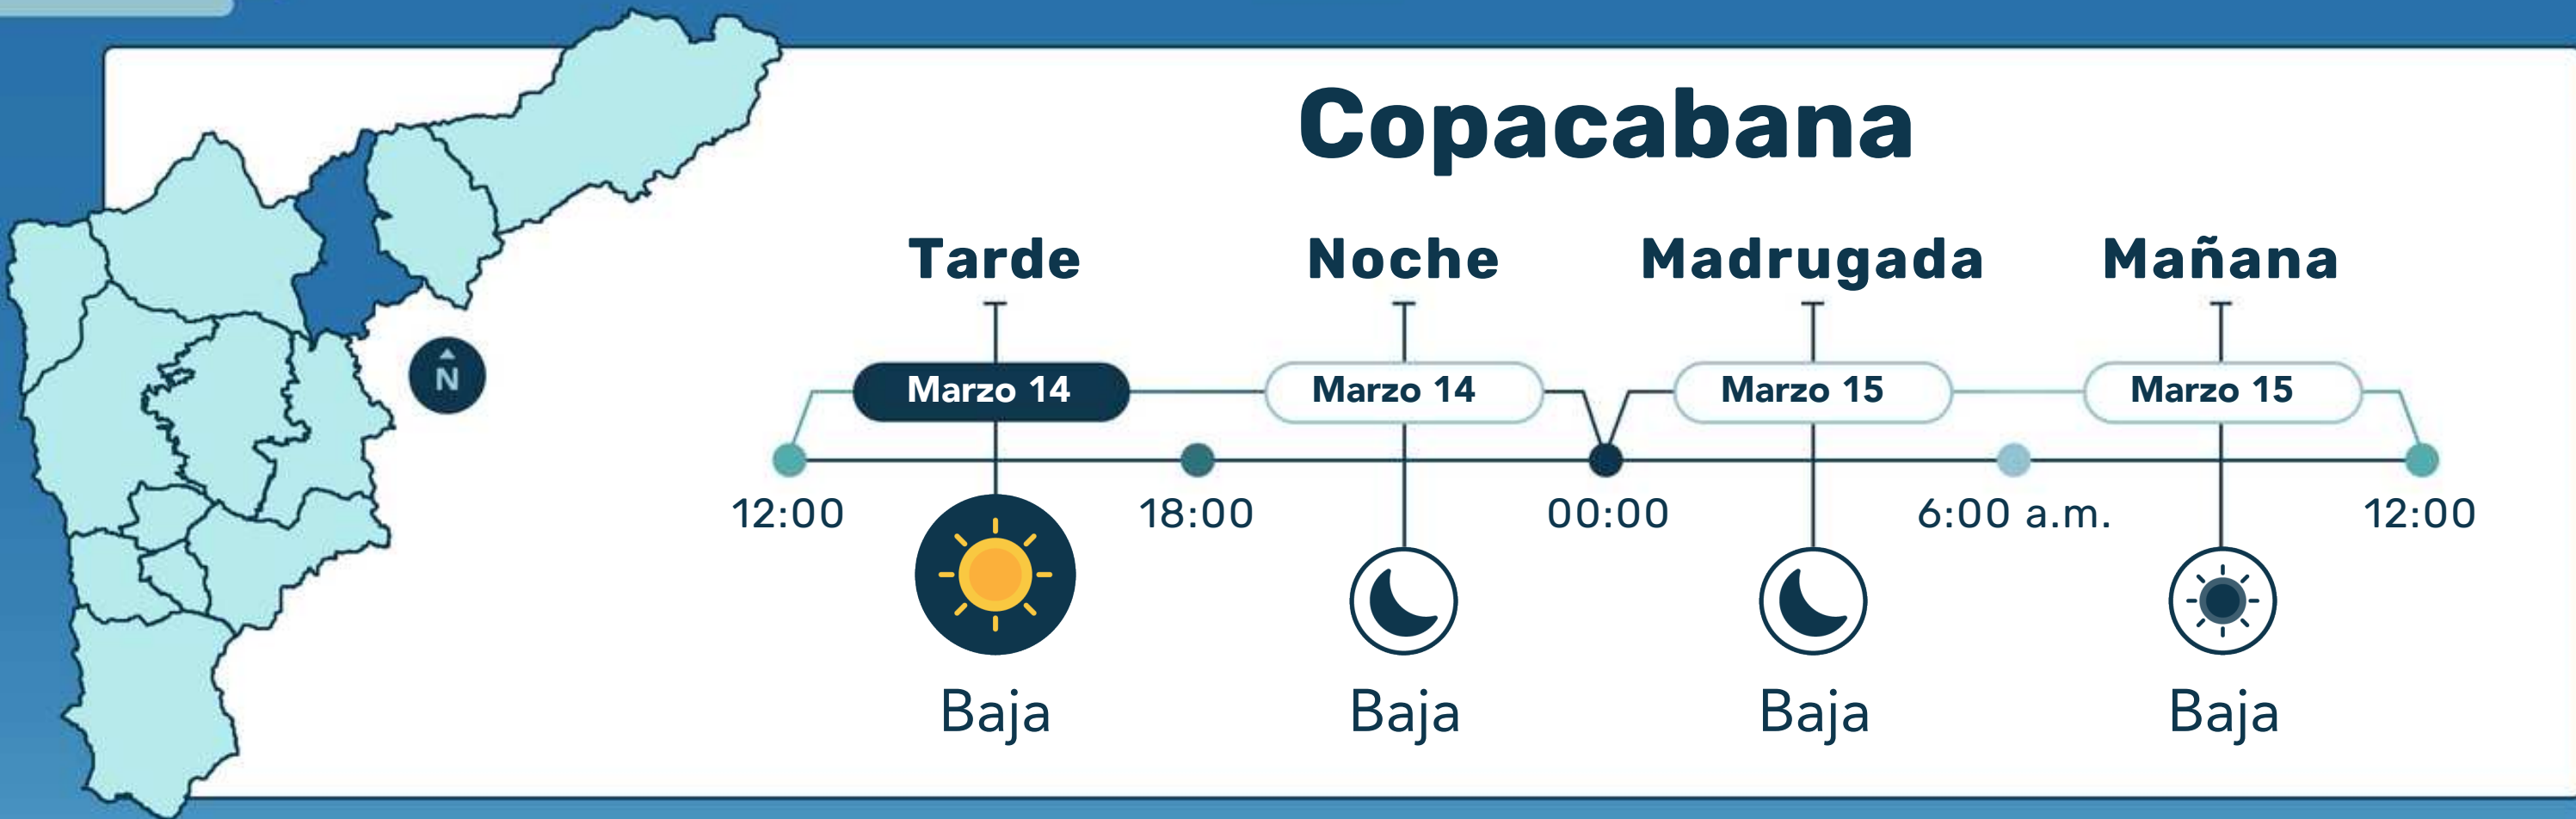 Copacabana
Tarde Noche Madrugada Mañana
N
Marzo 14 Marzo 14 Marzo 15 Marzo 15
12:00 18:00 00:00 6:00 a.m. 12:00
Baja Baja Baja Baja